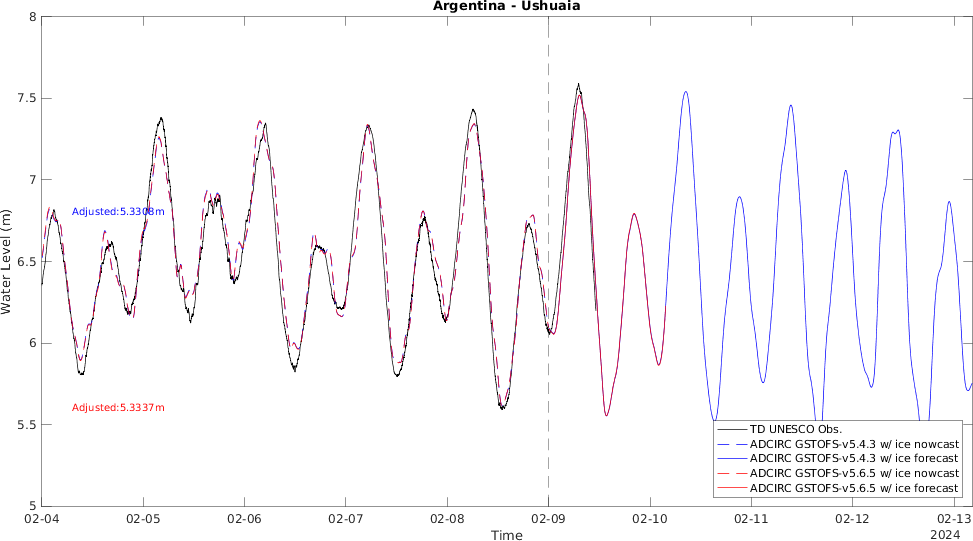 Argentina - Ushuaia
8
7.5
7
6.5
6
5.5
5
Water Level (m)
Adjusted:5.3308m
Adjusted:5.3337m
TD UNESCO Obs.
ADCIRC GSTOFS-v5.4.3 w/ ice nowcast
ADCIRC GSTOFS-v5.4.3 w/ ice forecast
ADCIRC GSTOFS-v5.6.5 w/ ice nowcast
ADCIRC GSTOFS-v5.6.5 w/ ice forecast
02-04 02-05 02-06 02-07 02-08 02-09 02-10 02-11 02-12 02-13
Time
2024